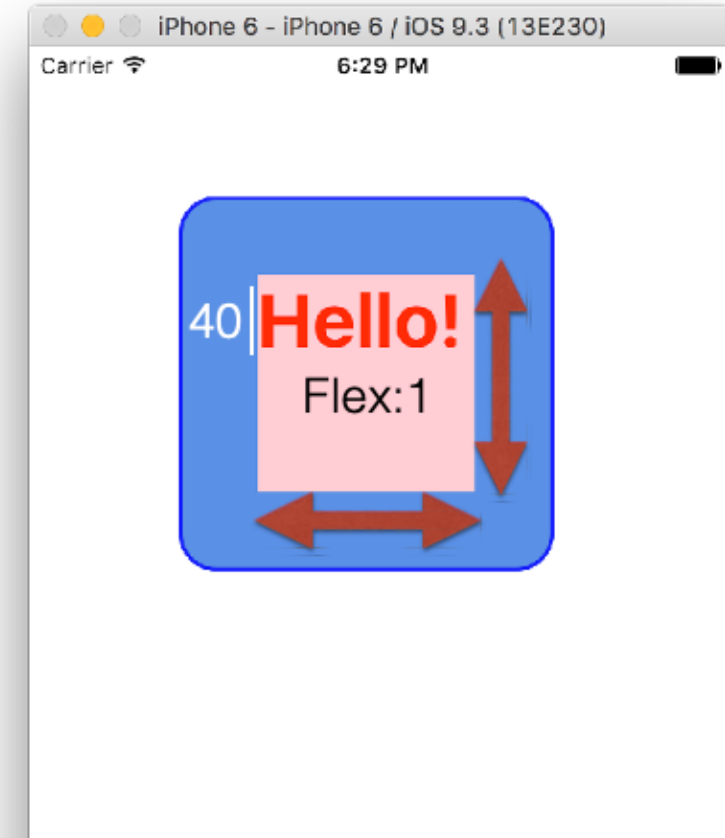 iPhone 6 - iPhone 6 / iOS 9.3 (13E230)
Carrier 6:29 PM
40 Hello!
Flex:1